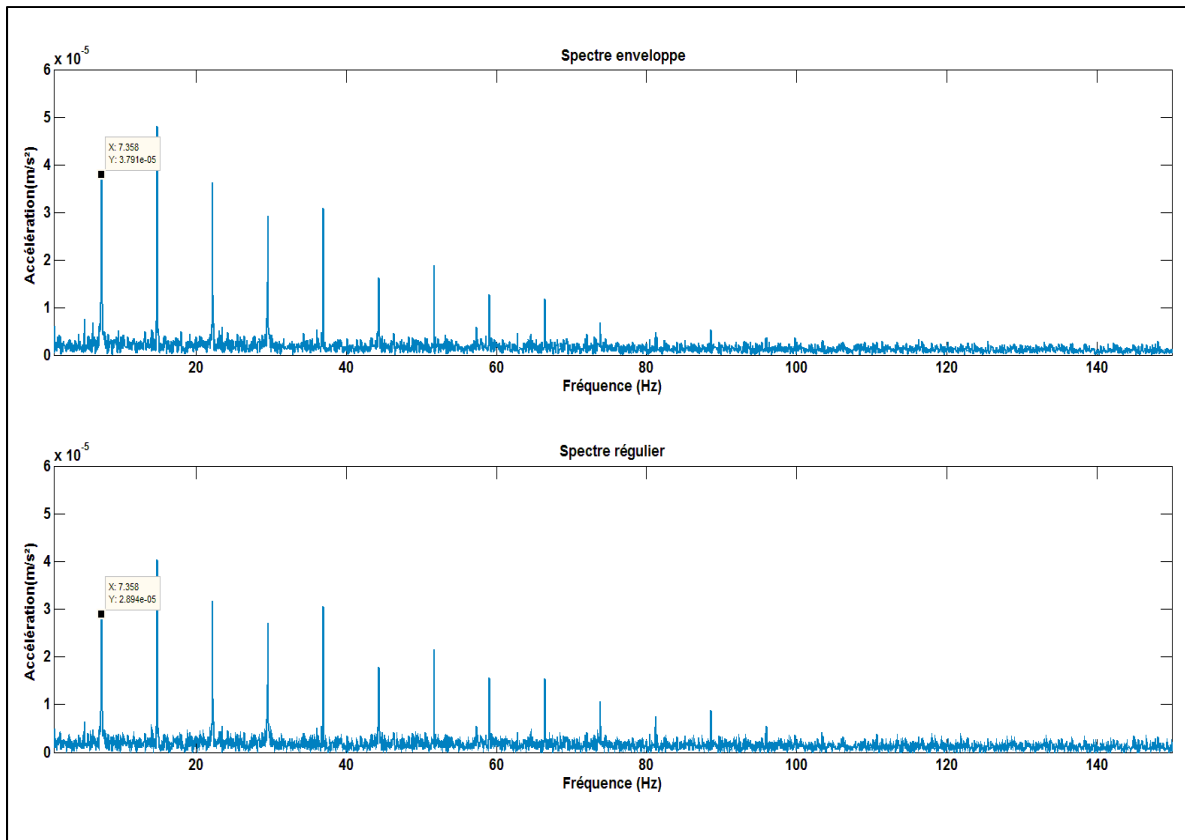 Spectre enveloppe
x 10⁻⁵
6
5
4
3
2
1
0
Accélération(m/s²)
X: 7.358
Y: 3.791e-05
20 40 60 80 100 120 140
Fréquence (Hz)
Spectre régulier
x 10⁻⁵
6
5
4
3
2
1
0
Accélération(m/s²)
X: 7.358
Y: 2.894e-05
20 40 60 80 100 120 140
Fréquence (Hz)